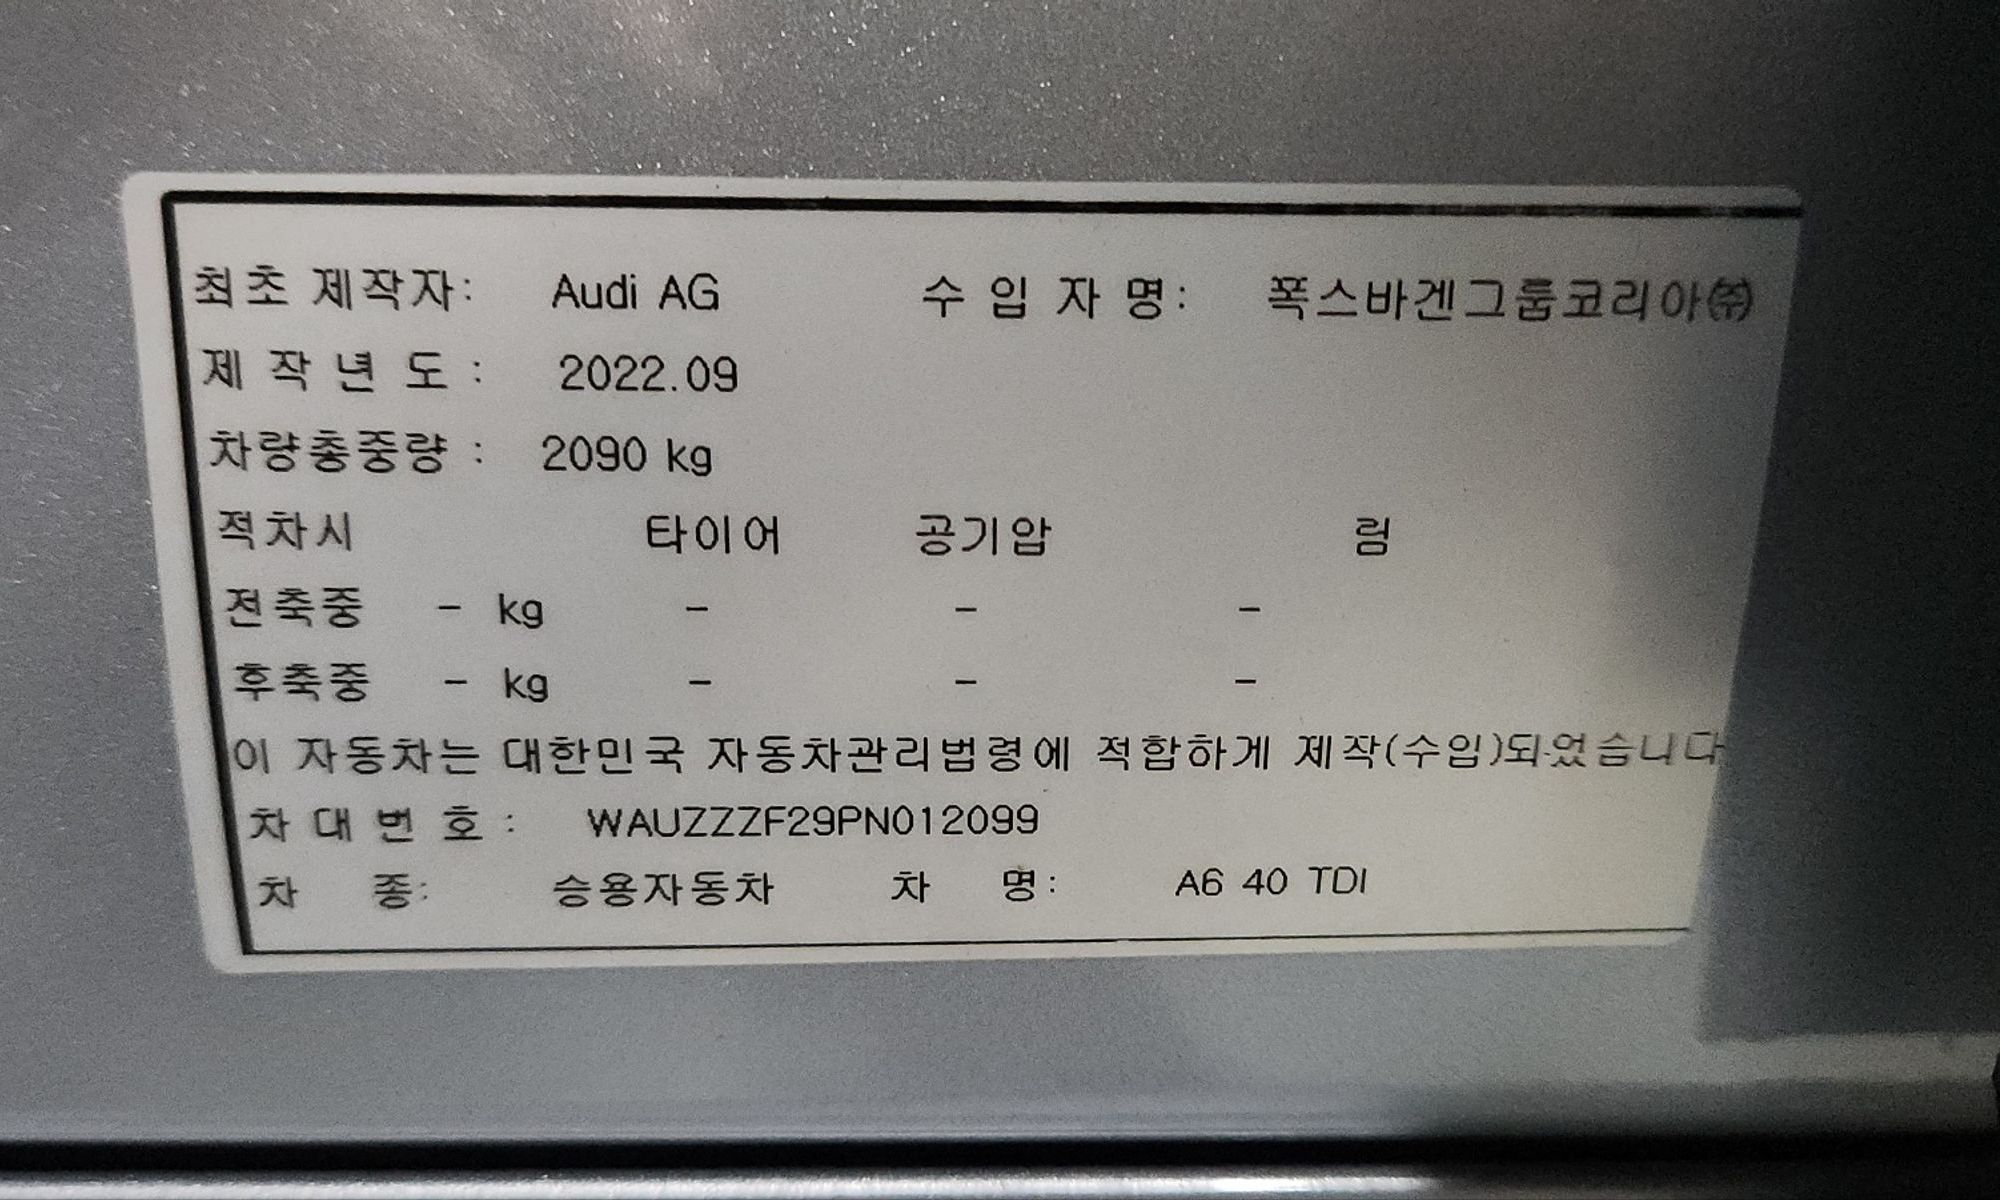 최초 제작자: Audi AG 수 입 자 명: 폭스바겐그룹코리아㈜
제 작 년 도 : 2022.09
차량총중량 : 2090 kg
적차시 타이어 공기압 림
전축중 - kg - - -
후축중 - kg - - -
이 자동차는 대한민국 자동차관리법령에 적합하게 제작(수입)되었습니다
차 대 번 호 : WAUZZZF29PN012099
차 종: 승용자동차 차 명: A6 40 TDI